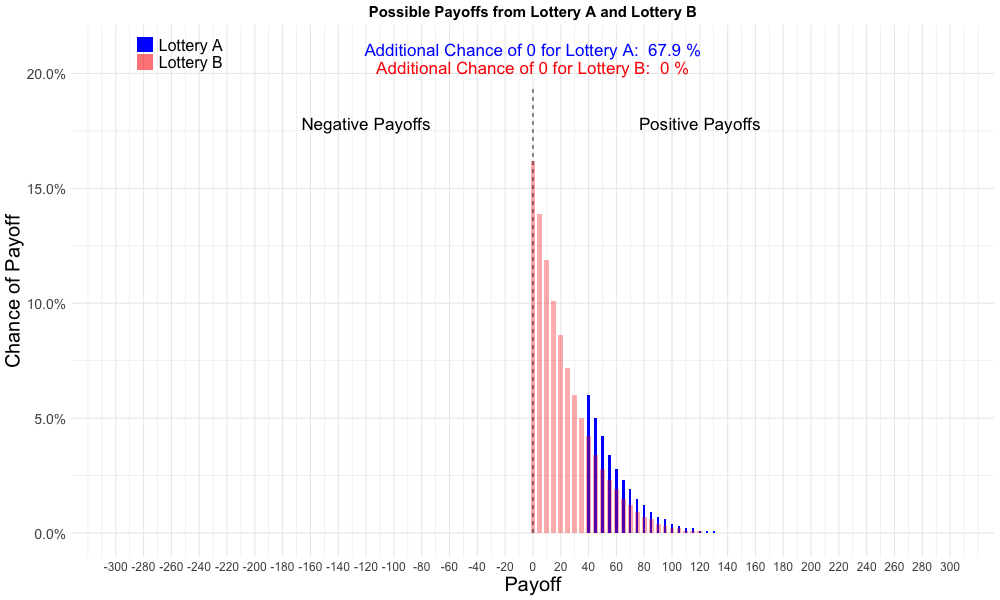 Possible Payoffs from Lottery A and Lottery B
Lottery A
Lottery B
Additional Chance of 0 for Lottery A:  67.9 %
Additional Chance of 0 for Lottery B:  0 %
Negative Payoffs
Positive Payoffs
Chance of Payoff
20.0%
15.0%
10.0%
5.0%
0.0%
-300 -280 -260 -240 -220 -200 -180 -160 -140 -120 -100 -80 -60 -40 -20 0 20 40 60 80 100 120 140 160 180 200 220 240 260 280 300
Payoff